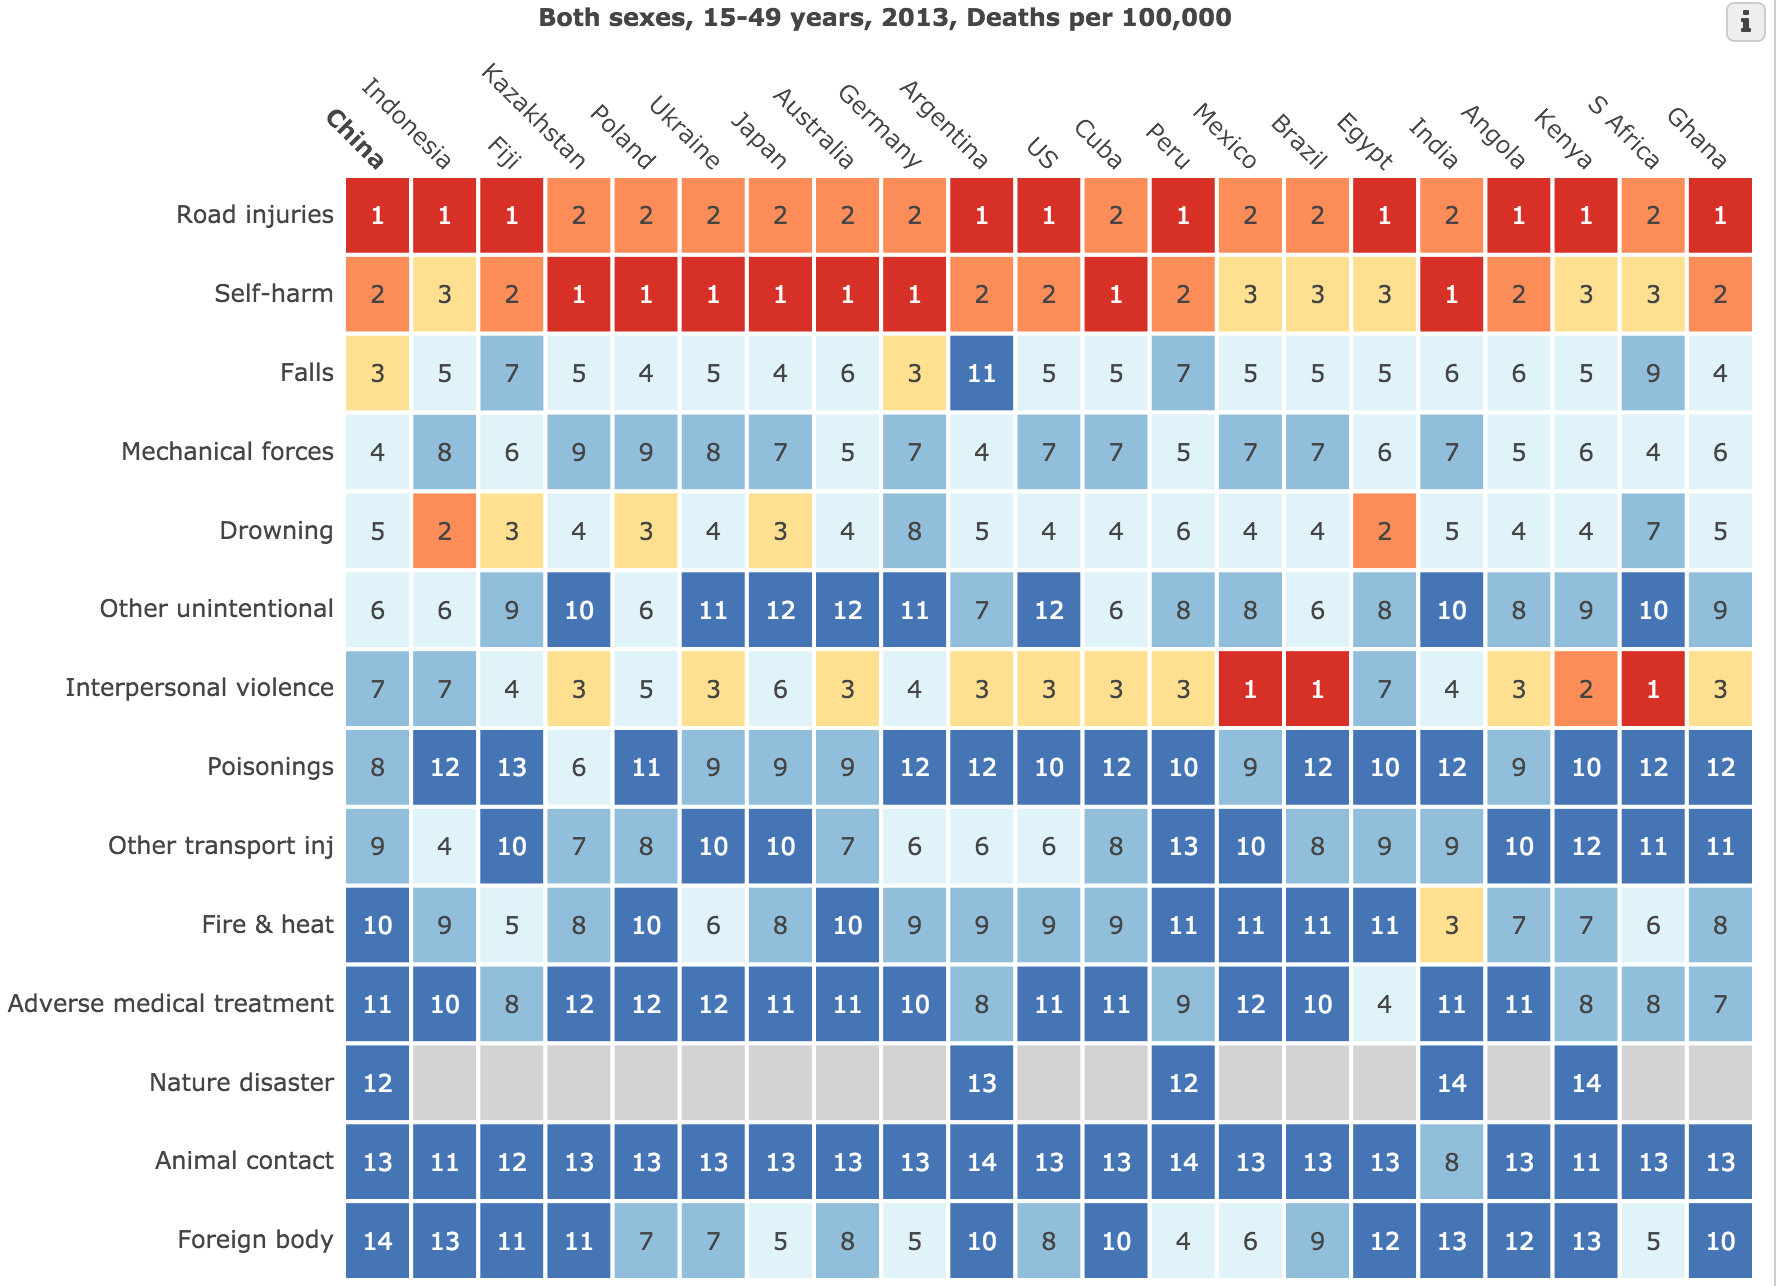 Both sexes, 15-49 years, 2013, Deaths per 100,000
i
China Indonesia Fiji Kazakhstan Poland Ukraine Japan Australia Germany Argentina US Cuba Peru Mexico Brazil Egypt India Angola Kenya S Africa Ghana
Road injuries 1 1 1 2 2 2 2 2 2 1 1 2 1 2 2 1 2 1 1 2 1
Self-harm 2 3 2 1 1 1 1 1 1 2 2 1 2 3 3 3 1 2 3 3 2
Falls 3 5 7 5 4 5 4 6 3 11 5 5 7 5 5 5 6 6 5 9 4
Mechanical forces 4 8 6 9 9 8 7 5 7 4 7 7 5 7 7 6 7 5 6 4 6
Drowning 5 2 3 4 3 4 3 4 8 5 4 4 6 4 4 2 5 4 4 7 5
Other unintentional 6 6 9 10 6 11 12 12 11 7 12 6 8 8 6 8 10 8 9 10 9
Interpersonal violence 7 7 4 3 5 3 6 3 4 3 3 3 3 1 1 7 4 3 2 1 3
Poisonings 8 12 13 6 11 9 9 9 12 12 10 12 10 9 12 10 12 9 10 12 12
Other transport inj 9 4 10 7 8 10 10 7 6 6 6 8 13 10 8 9 9 10 12 11 11
Fire & heat 10 9 5 8 10 6 8 10 9 9 9 9 11 11 11 11 3 7 7 6 8
Adverse medical treatment 11 10 8 12 12 12 11 11 10 8 11 11 9 12 10 4 11 11 8 8 7
Nature disaster 12 13 12 14 14
Animal contact 13 11 12 13 13 13 13 13 13 14 13 13 14 13 13 13 8 13 11 13 13
Foreign body 14 13 11 11 7 7 5 8 5 10 8 10 4 6 9 12 13 12 13 5 10